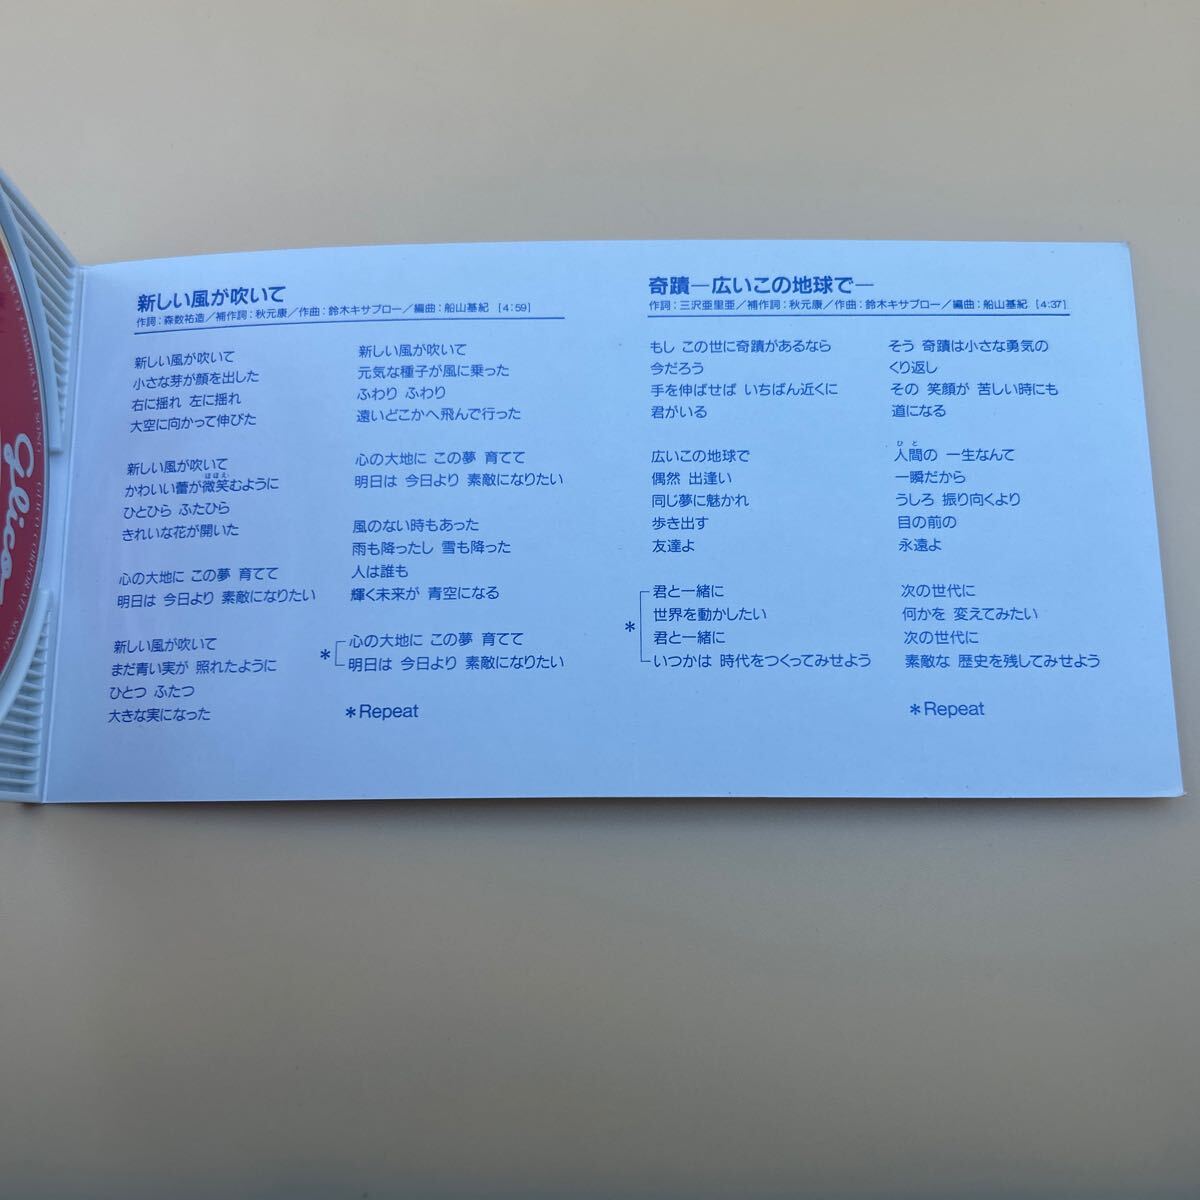 新しい風が吹いて
作詞：森数祐造／補作詞：秋元康／作曲：鈴木キサブロー／編曲：船山基紀 [4:59]
新しい風が吹いて
小さな芽が顔を出した
右に揺れ 左に揺れ
大空に向かって伸びた
新しい風が吹いて
かわいい蕾が微笑むように
ひとひら ふたひら
きれいな花が開いた
心の大地に この夢 育てて
明日は 今日より 素敵になりたい
新しい風が吹いて
まだ青い実が 照れたように
ひとつ ふたつ
大きな実になった
新しい風が吹いて
元気な種子が風に乗った
ふわり ふわり
遠いどこかへ飛んで行った
心の大地に この夢 育てて
明日は 今日より 素敵になりたい
風のない時もあった
雨も降ったし 雪も降った
人は誰も
輝く未来が 青空になる
＊心の大地に この夢 育てて
明日は 今日より 素敵になりたい
＊Repeat
奇蹟―広いこの地球で―
作詞：三沢亜里亜／補作詞：秋元康／作曲：鈴木キサブロー／編曲：船山基紀 [4:37]
もし この世に奇蹟があるなら
今だろう
手を伸ばせば いちばん近くに
君がいる
広いこの地球で
偶然 出逢い
同じ夢に魅かれ
歩き出す
友達よ
＊君と一緒に
世界を動かしたい
君と一緒に
いつかは 時代をつくってみせよう
そう 奇蹟は小さな勇気の
くり返し
その 笑顔が 苦しい時にも
道になる
ひと
人間の 一生なんて
一瞬だから
うしろ 振り向くより
目の前の
永遠よ
次の世代に
何かを 変えてみたい
次の世代に
素敵な 歴史を残してみせよう
＊Repeat
glico
GLICO CORPORATE SONG